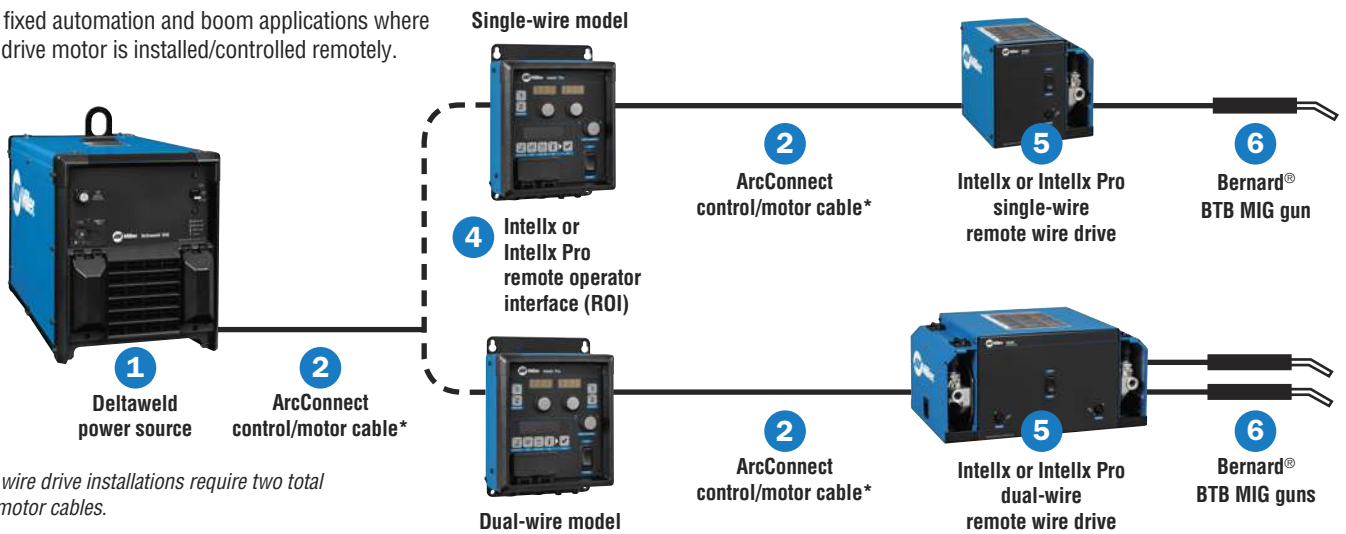 fixed automation and boom applications where
drive motor is installed/controlled remotely.
Single-wire model
1
Deltaweld
power source
2
ArcConnect
control/motor cable*
4
Intellx or
Intellx Pro
remote operator
interface (ROI)
2
ArcConnect
control/motor cable*
5
Intellx or Intellx Pro
single-wire
remote wire drive
6
Bernard®
BTB MIG gun
Dual-wire model
2
ArcConnect
control/motor cable*
5
Intellx or Intellx Pro
dual-wire
remote wire drive
6
Bernard®
BTB MIG guns
wire drive installations require two total
motor cables.
Miller
Miller
Miller
Miller